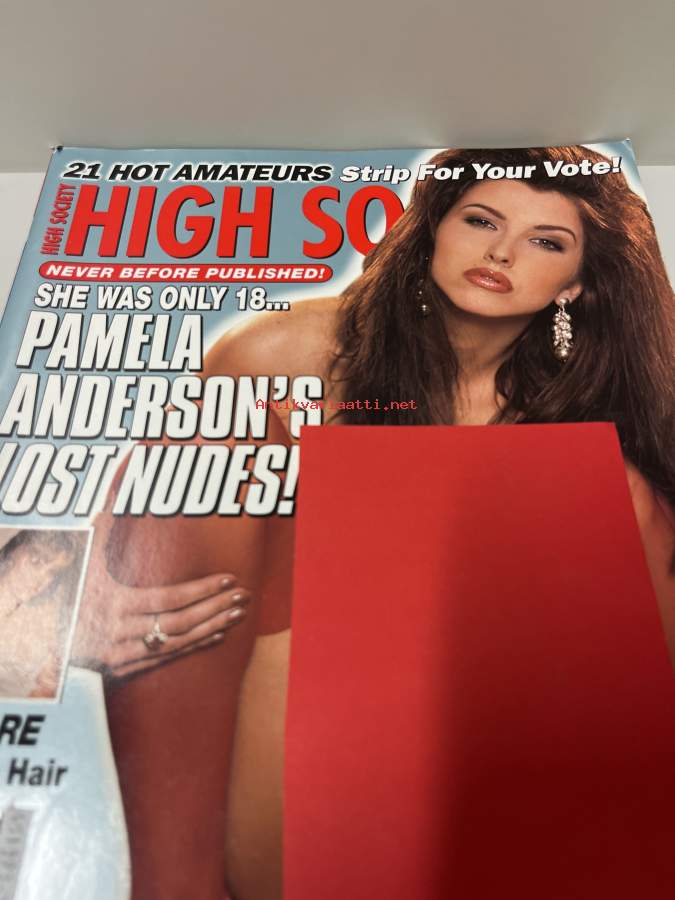 21 HOT AMATEURS Strip For Your Vote!
HIGH SOCIETY
HIGH SO
NEVER BEFORE PUBLISHED!
SHE WAS ONLY 18...
PAMELA
ANDERSON'S
Antikvariaatti.net
LOST NUDES!
RE
Hair